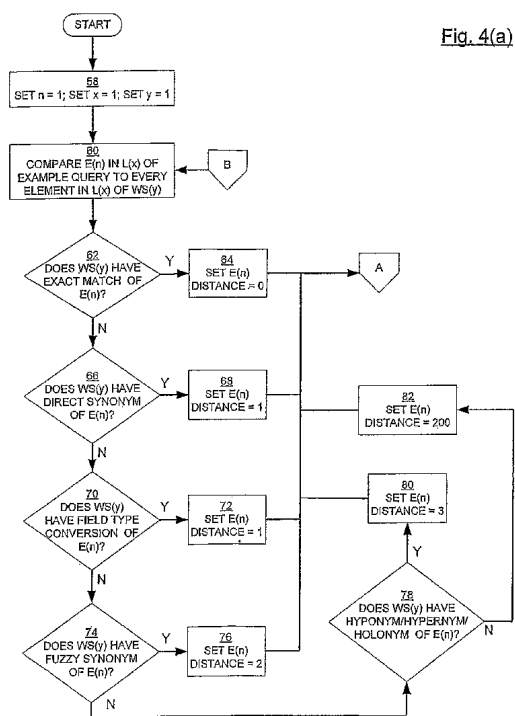 START
Fig. 4(a)
58
SET n = 1; SET x = 1; SET y = 1
60
COMPARE E(n) IN L(x) OF
EXAMPLE QUERY TO EVERY
ELEMENT IN L(x) OF WS(y)
B
62
DOES WS(y) HAVE
EXACT MATCH OF
E(n)?
Y
64
SET E(n)
DISTANCE = 0
A
N
66
DOES WS(y) HAVE
DIRECT SYNONYM
OF E(n)?
Y
68
SET E(n)
DISTANCE = 1
82
SET E(n)
DISTANCE = 200
N
70
DOES WS(y)
HAVE FIELD TYPE
CONVERSION OF
E(n)?
Y
72
SET E(n)
DISTANCE = 1
80
SET E(n)
DISTANCE = 3
Y
N
74
DOES WS(y) HAVE
FUZZY SYNONYM
OF E(n)?
Y
76
SET E(n)
DISTANCE = 2
78
DOES WS(y) HAVE
HYPONYM/HYPERNYM/
HOLONYM OF E(n)?
N
N